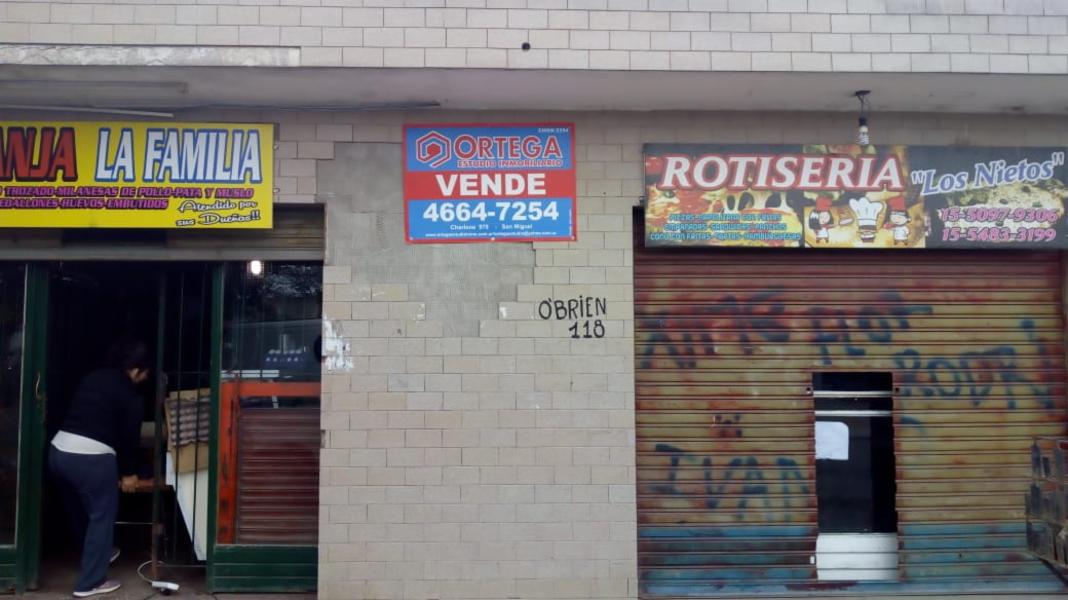 ANJA LA FAMILIA
TROZADO-MILANESAS DE POLLO-PATA Y MUSLO
MEDALLONES-HUEVOS-EMBUTIDOS
Atendido por
sus Dueños!!
ORTEGA
ESTUDIO INMOBILIARIO
VENDE
4664-7254
Charlone 979 - San Miguel
O'BRIEN
118
ROTISERIA "Los Nietos"
15-5097-9306
15-5483-3199
IVAN